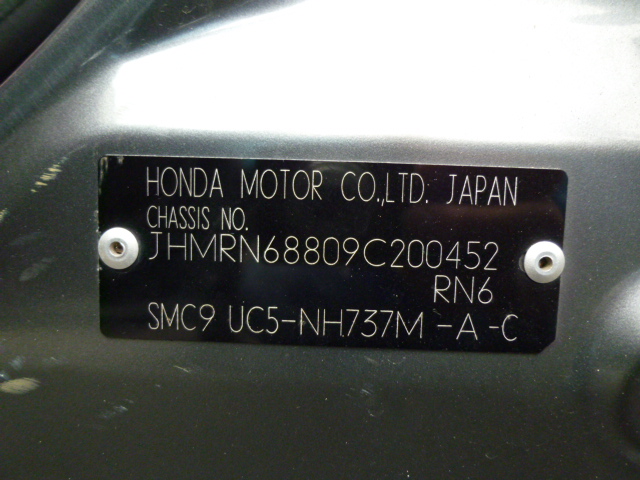 HONDA MOTOR CO.,LTD. JAPAN
CHASSIS NO.
JHMRN68809C200452
RN6
SMC9 UC5-NH737M -A -C